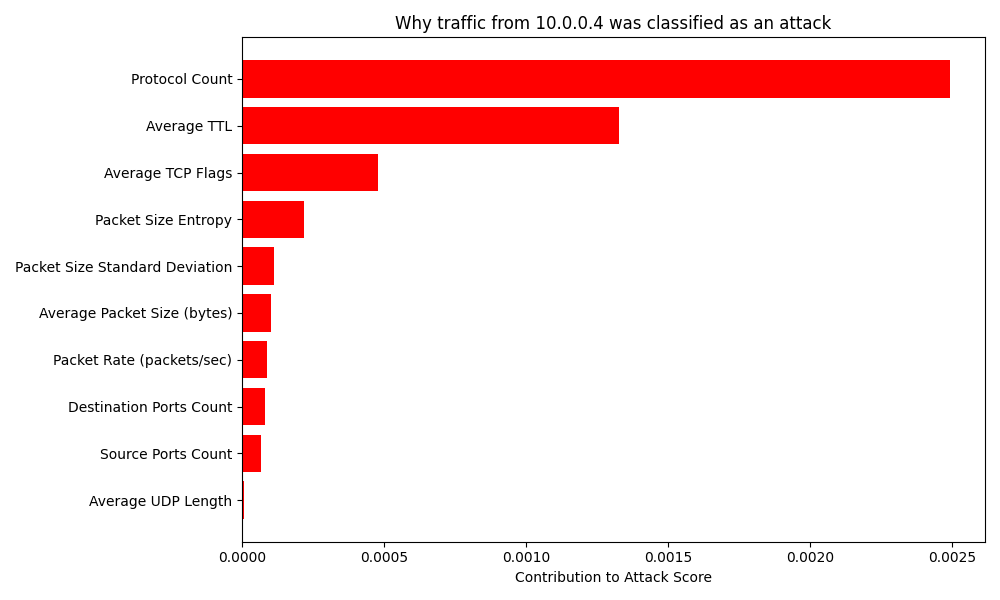 Why traffic from 10.0.0.4 was classified as an attack
Protocol Count
Average TTL
Average TCP Flags
Packet Size Entropy
Packet Size Standard Deviation
Average Packet Size (bytes)
Packet Rate (packets/sec)
Destination Ports Count
Source Ports Count
Average UDP Length
0.0000 0.0005 0.0010 0.0015 0.0020 0.0025
Contribution to Attack Score